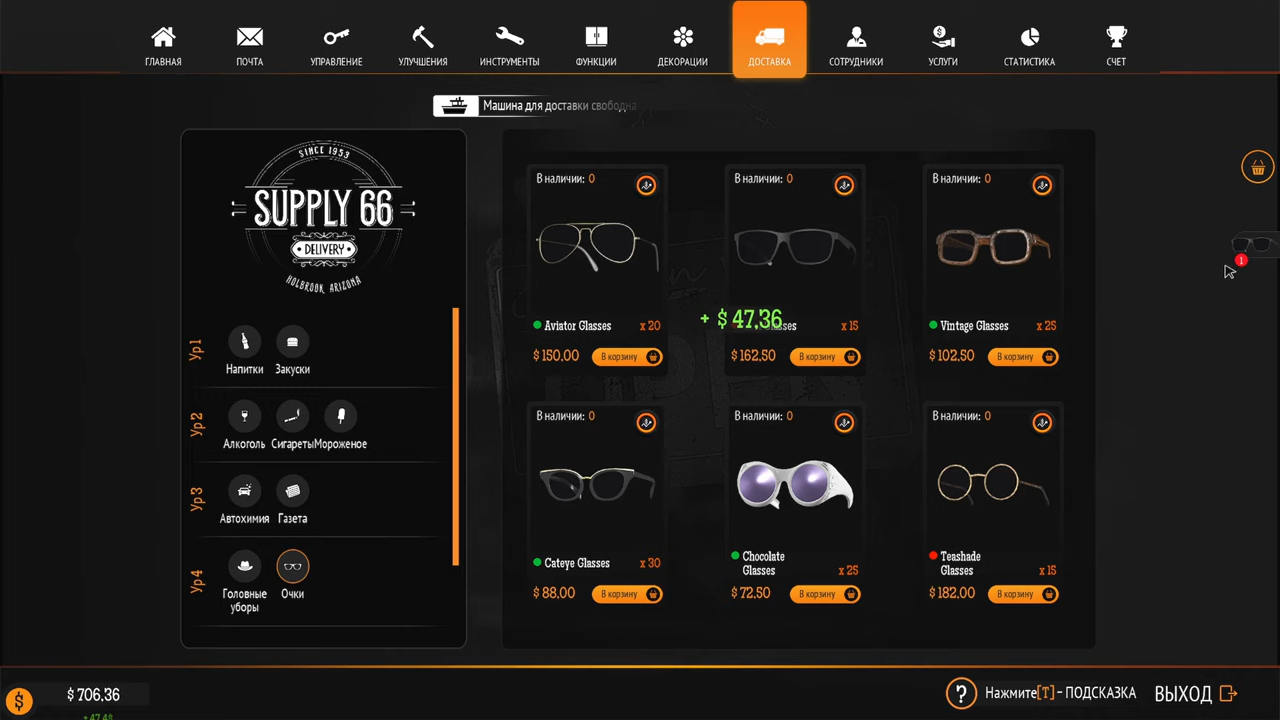 ГЛАВНАЯ
ПОЧТА
УПРАВЛЕНИЕ
УЛУЧШЕНИЯ
ИНСТРУМЕНТЫ
ФУНКЦИИ
ДЕКОРАЦИИ
ДОСТАВКА
СОТРУДНИКИ
УСЛУГИ
СТАТИСТИКА
СЧЕТ
Машина для доставки свободна
SINCE 1953
SUPPLY 66
DELIVERY
HOLBROOK, ARIZONA
Ур1
Напитки
Закуски
Ур2
Алкоголь
Сигареты
Мороженое
Ур3
Автохимия
Газета
Ур4
Головные
уборы
Очки
В наличии: 0
Aviator Glasses x 20
$ 150,00 В корзину
В наличии: 0
+ $ 47,36
x 15
$ 162,50 В корзину
В наличии: 0
Vintage Glasses x 25
$ 102,50 В корзину
В наличии: 0
Cateye Glasses x 30
$ 88,00 В корзину
В наличии: 0
Chocolate
Glasses x 25
$ 72,50 В корзину
В наличии: 0
Teashade
Glasses x 15
$ 182,00 В корзину
1
$ 706,36
Нажмите[T] - ПОДСКАЗКА
ВЫХОД